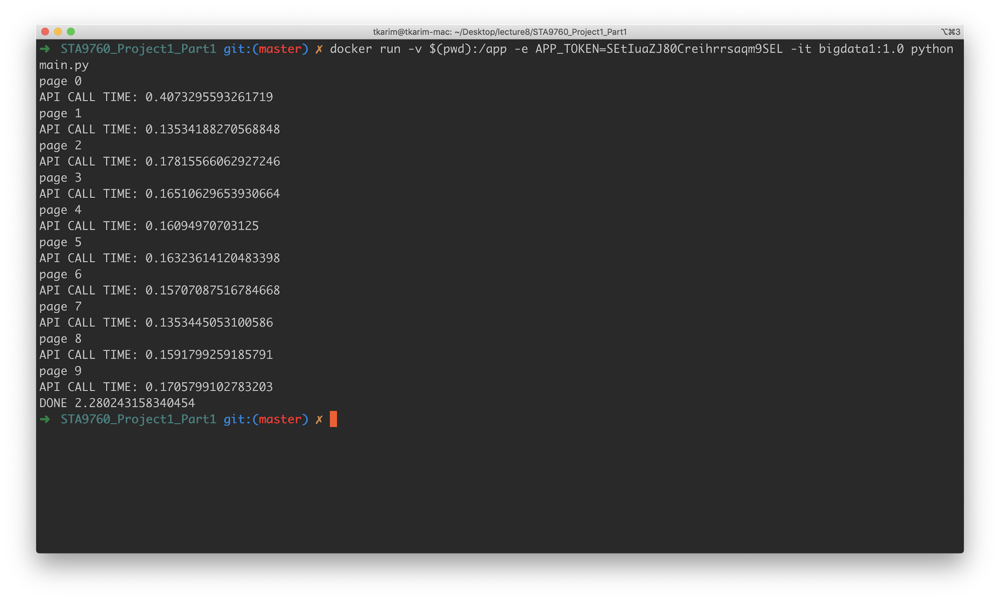 tkarim@tkarim-mac: ~/Desktop/lecture8/STA9760_Project1_Part1 ⌥⌘3
➜ STA9760_Project1_Part1 git:(master) ✗ docker run -v $(pwd):/app -e APP_TOKEN=SEtIuaZJ80Creihrrsaqm9SEL -it bigdata1:1.0 python
main.py
page 0
API CALL TIME: 0.4073295593261719
page 1
API CALL TIME: 0.13534188270568848
page 2
API CALL TIME: 0.17815566062927246
page 3
API CALL TIME: 0.16510629653930664
page 4
API CALL TIME: 0.16094970703125
page 5
API CALL TIME: 0.16323614120483398
page 6
API CALL TIME: 0.15707087516784668
page 7
API CALL TIME: 0.1353445053100586
page 8
API CALL TIME: 0.1591799259185791
page 9
API CALL TIME: 0.1705799102783203
DONE 2.280243158340454
➜ STA9760_Project1_Part1 git:(master) ✗